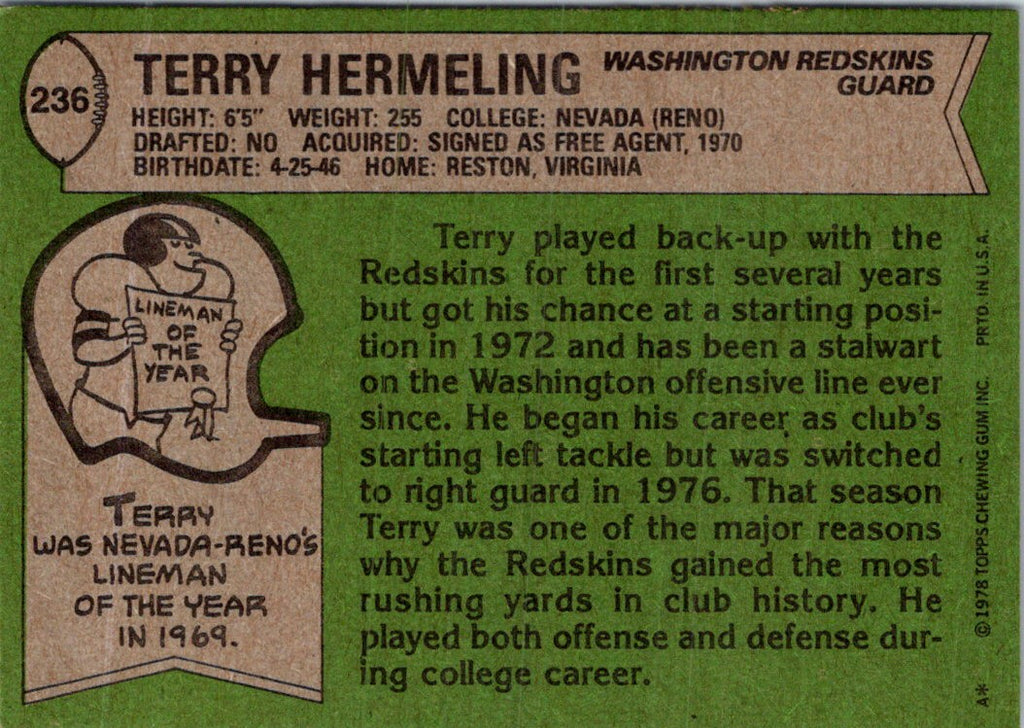 236
TERRY HERMELING
WASHINGTON REDSKINS
GUARD
HEIGHT: 6'5" WEIGHT: 255 COLLEGE: NEVADA (RENO)
DRAFTED: NO ACQUIRED: SIGNED AS FREE AGENT, 1970
BIRTHDATE: 4-25-46 HOME: RESTON, VIRGINIA
LINEMAN
OF
THE
YEAR
TERRY
WAS NEVADA-RENO'S
LINEMAN
OF THE YEAR
IN 1969.
Terry played back-up with the
Redskins for the first several years
but got his chance at a starting posi-
tion in 1972 and has been a stalwart
on the Washington offensive line ever
since. He began his career as club's
starting left tackle but was switched
to right guard in 1976. That season
Terry was one of the major reasons
why the Redskins gained the most
rushing yards in club history. He
played both offense and defense dur-
ing college career.
A* © 1978 TOPPS CHEWING GUM INC. PRTD IN U.S.A.